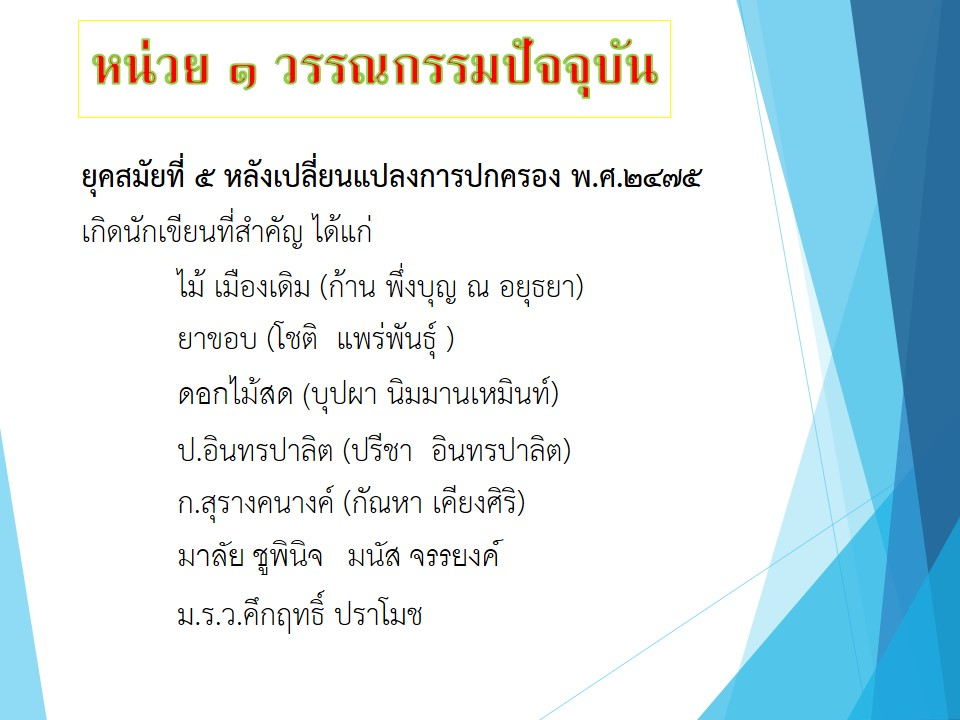 หน่วย ๑ วรรณกรรมปัจจุบัน
ยุคสมัยที่ ๕ หลังเปลี่ยนแปลงการปกครอง พ.ศ.๒๔๗๕
เกิดนักเขียนที่สำคัญ ได้แก่
ไม้ เมืองเดิม (ก้าน พึ่งบุญ ณ อยุธยา)
ยาขอบ (โชติ แพร่พันธุ์ )
ดอกไม้สด (บุปผา นิมมานเหมินท์)
ป.อินทรปาลิต (ปรีชา อินทรปาลิต)
ก.สุรางคนางค์ (กัณหา เคียงศิริ)
มาลัย ชูพินิจ มนัส จรรยงค์
ม.ร.ว.คึกฤทธิ์ ปราโมช